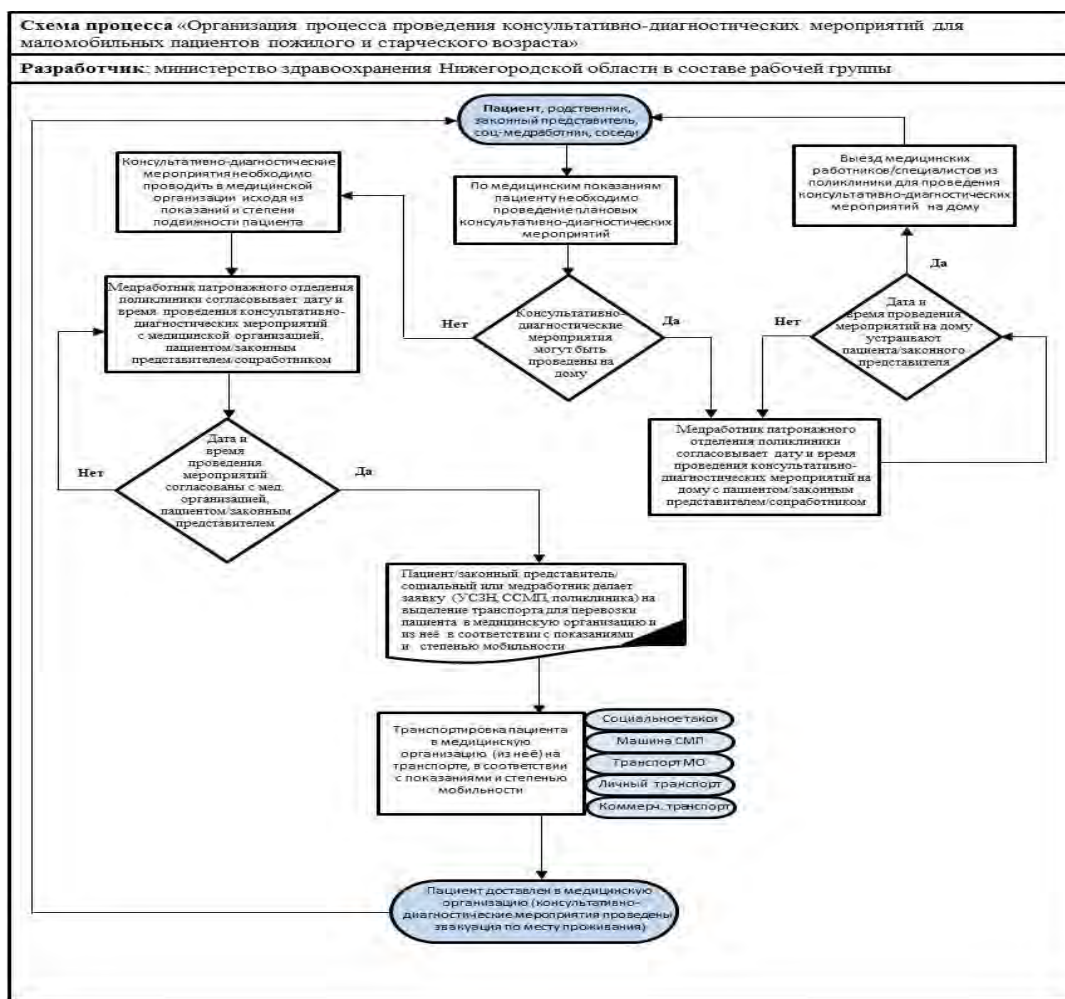 Схема процесса «Организация процесса проведения консультативно-диагностических мероприятий для
маломобильных пациентов пожилого и старческого возраста»
Разработчик: министерство здравоохранения Нижегородской области в составе рабочей группы
Пациент, родственник,
законный представитель,
соц-медработник, соседи
Консультативно-диагностические
мероприятия необходимо
проводить в медицинской
организации исходя из
показаний и степени
подвижности пациента
По медицинским показаниям
пациенту необходимо
проведение плановых
консультативно-диагностических
мероприятий
Выезд медицинских
работников/специалистов из
поликлиники для проведения
консультативно-диагностических
мероприятий на дому
Да
Медработник патронажного отделения
поликлиники согласовывает дату и
время проведения консультативно-
диагностических мероприятий
с медицинской организацией,
пациентом/законным
представителем/соцработником
Нет
Консультативно-
диагностические
мероприятия
могут быть
проведены на
дому
Да
Нет
Дата и
время проведения
мероприятий на дому
устраивают
пациента/законного
представителя
Медработник патронажного
отделения поликлиники
согласовывает дату и время
проведения консультативно-
диагностических мероприятий на
дому с пациентом/законным
представителем/соцработником
Нет
Дата и
время
проведения
мероприятий
согласованы с мед.
организацией,
пациентом/законным
представителем
Да
Пациент/законный представитель/
социальный или медработник делает
заявку (УСЗН, ССМП, поликлиника) на
выделение транспорта для перевозки
пациента в медицинскую организацию и
из неё в соответствии с показаниями
и степенью мобильности
Транспортировка пациента
в медицинскую
организацию (из неё) на
транспорте, в соответствии
с показаниями и степенью
мобильности
Социальное такси
Машина СМП
Транспорт МО
Личный транспорт
Коммерч. транспорт
Пациент доставлен в медицинскую
организацию (консультативно-
диагностические мероприятия проведены
эвакуация по месту проживания)